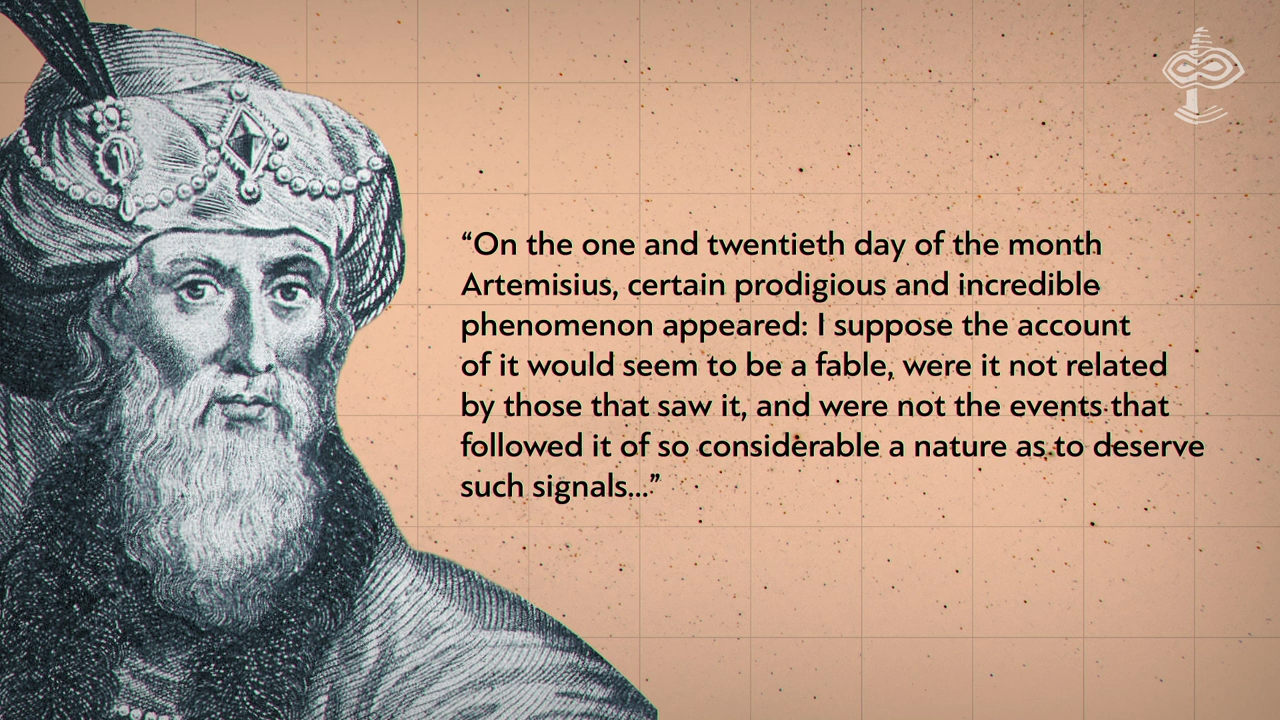 “On the one and twentieth day of the month
Artemisius, certain prodigious and incredible
phenomenon appeared: I suppose the account
of it would seem to be a fable, were it not related
by those that saw it, and were not the events that
followed it of so considerable a nature as to deserve
such signals...”